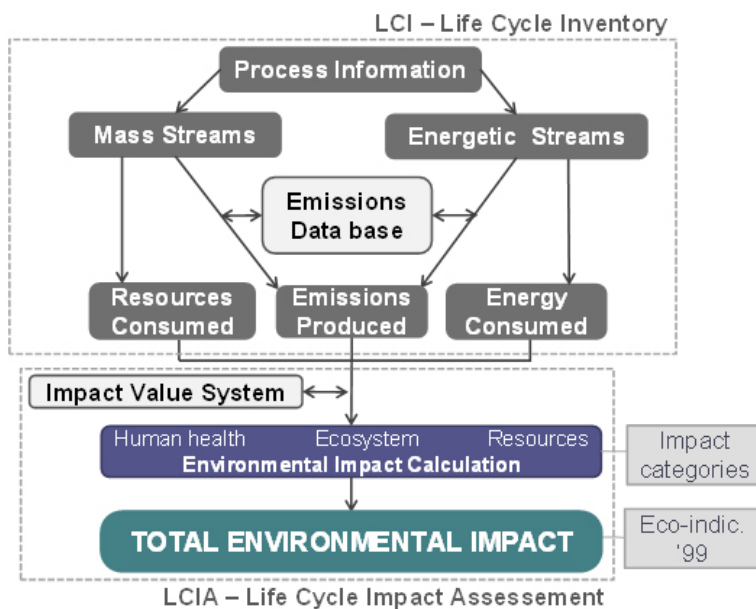 LCI – Life Cycle Inventory
Process Information
Mass Streams
Energetic Streams
Emissions
Data base
Resources
Consumed
Emissions
Produced
Energy
Consumed
Impact Value System
Human health Ecosystem Resources
Environmental Impact Calculation
Impact
categories
TOTAL ENVIRONMENTAL IMPACT
Eco-indic.
'99
LCIA – Life Cycle Impact Assessement